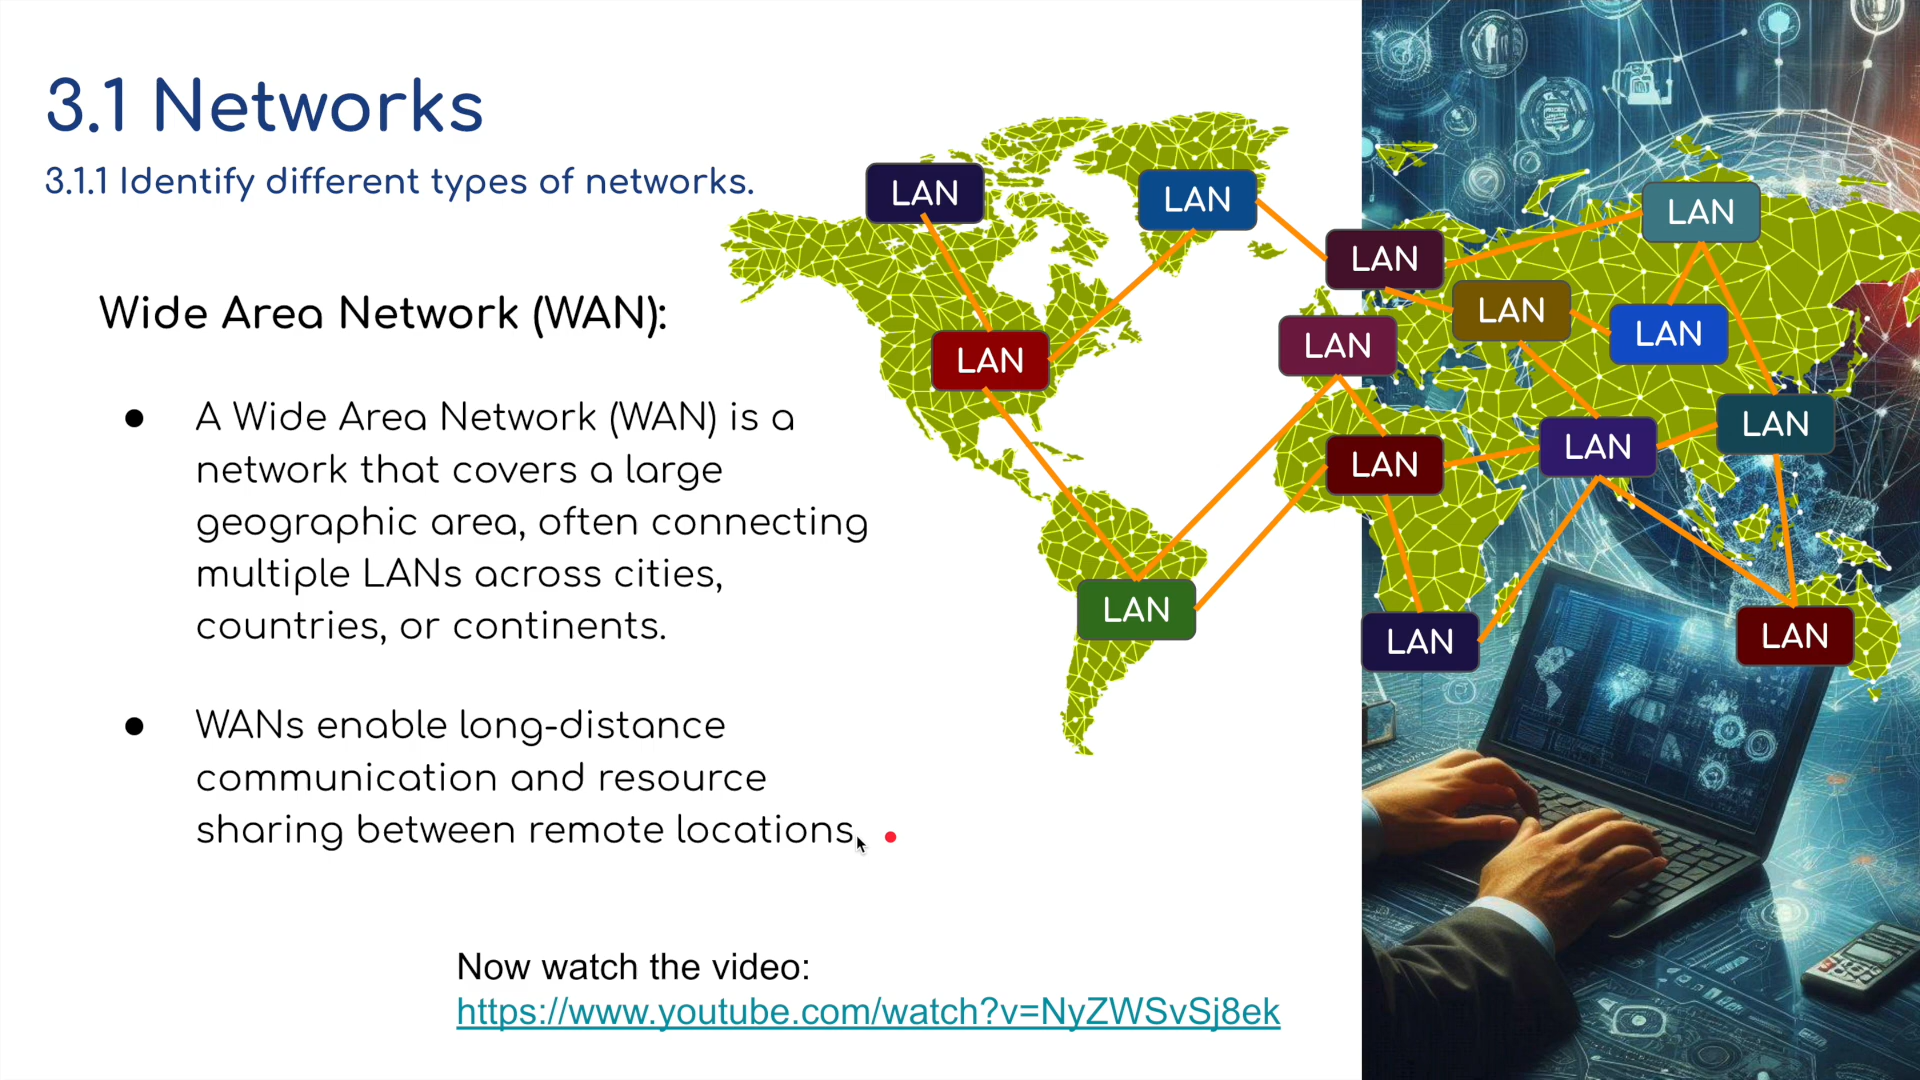 3.1 Networks
3.1.1 Identify different types of networks.
Wide Area Network (WAN):
● A Wide Area Network (WAN) is a
network that covers a large
geographic area, often connecting
multiple LANs across cities,
countries, or continents.
● WANs enable long-distance
communication and resource
sharing between remote locations.
Now watch the video:
https://www.youtube.com/watch?v=NyZWSvSj8ek
LAN
LAN
LAN
LAN
LAN
LAN
LAN
LAN
LAN
LAN
LAN
LAN
LAN
LAN